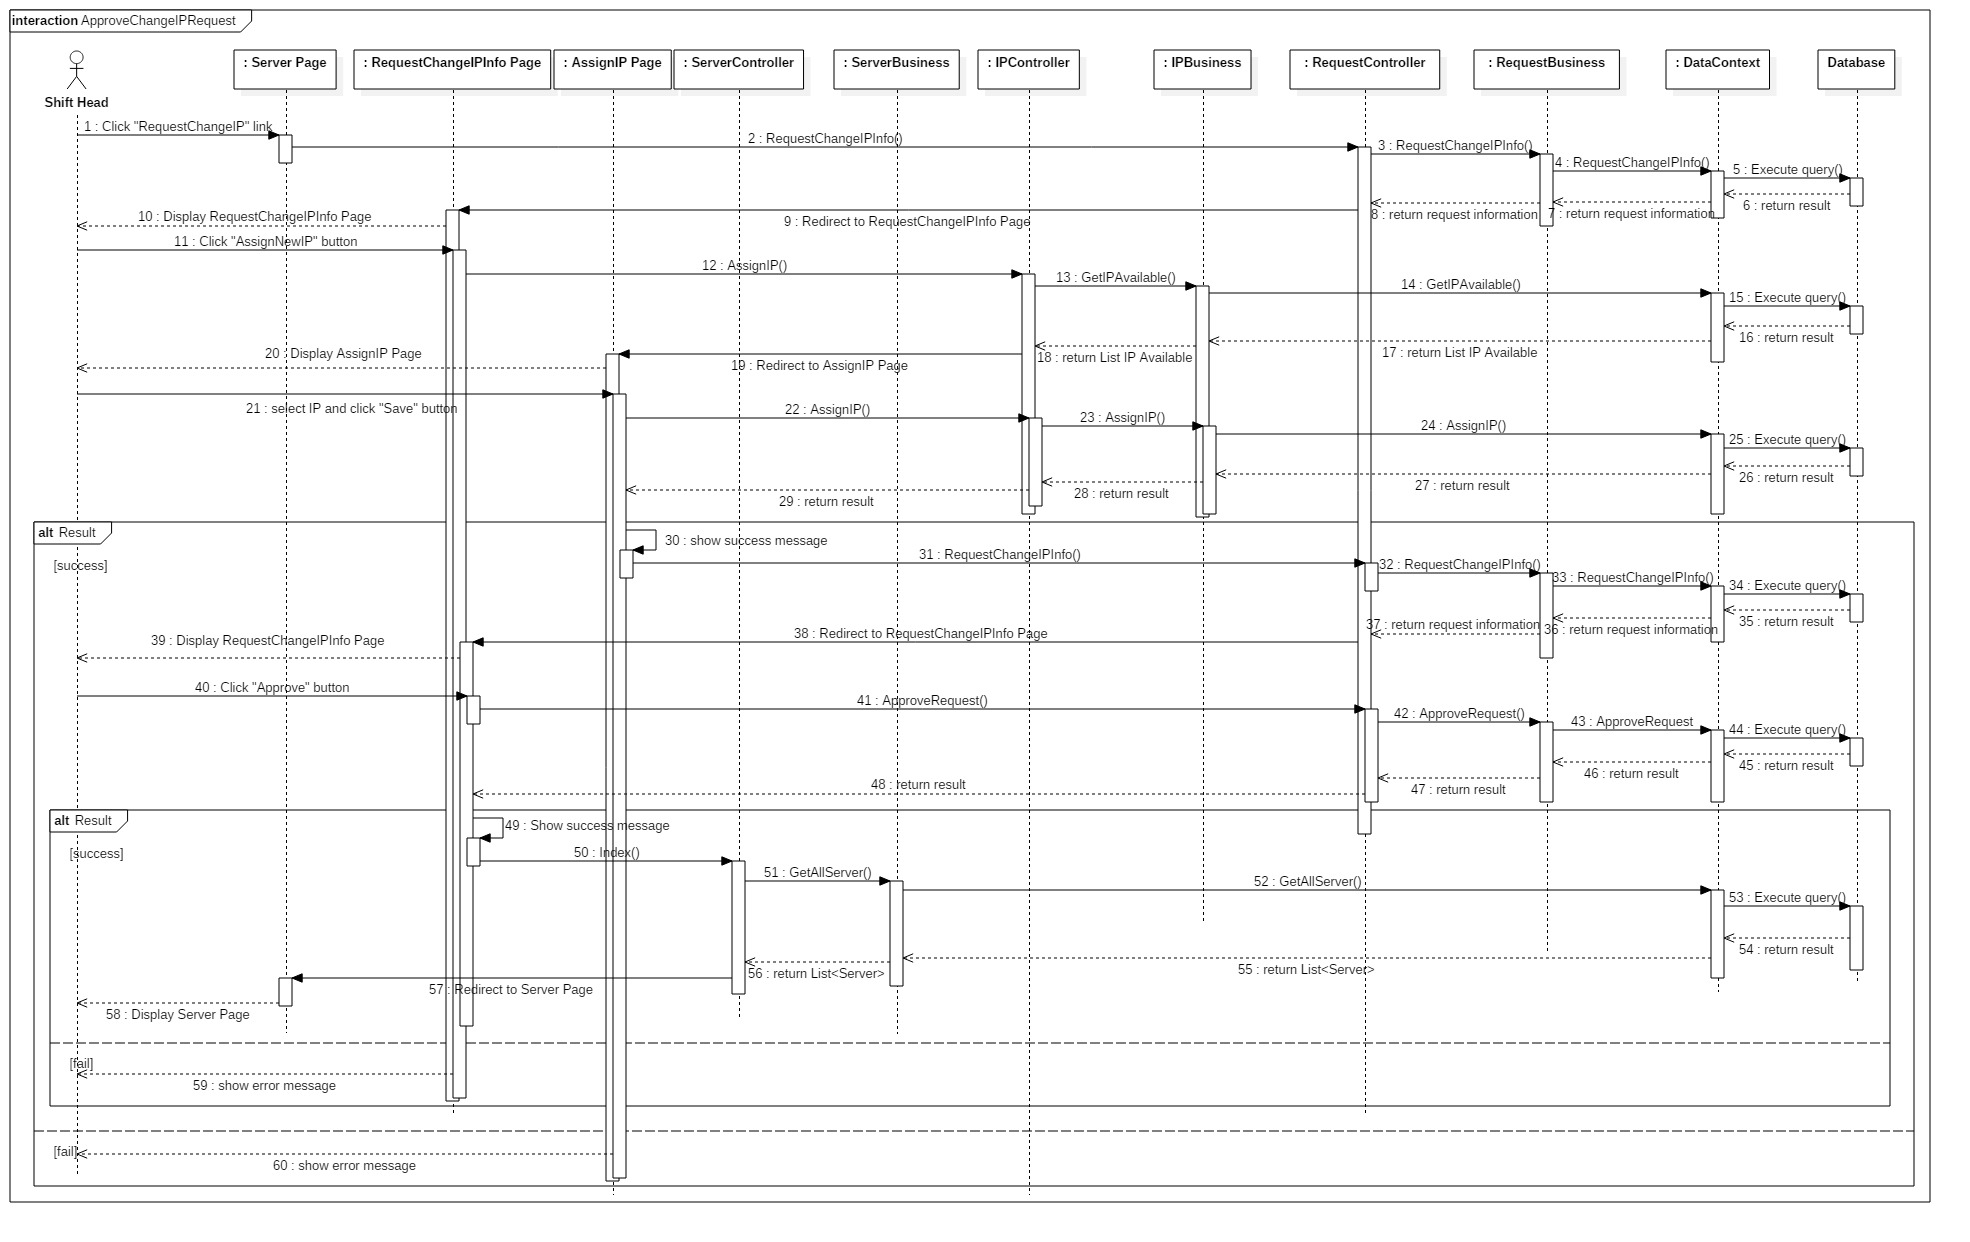 interaction ApproveChangeIPRequest
Shift Head
: Server Page
: RequestChangeIPInfo Page
: AssignIP Page
: ServerController
: ServerBusiness
: IPController
: IPBusiness
: RequestController
: RequestBusiness
: DataContext
Database
1 : Click "RequestChangeIP" link
2 : RequestChangeIPInfo()
3 : RequestChangeIPInfo()
4 : RequestChangeIPInfo()
5 : Execute query()
6 : return result
7 : return request information
8 : return request information
9 : Redirect to RequestChangeIPInfo Page
10 : Display RequestChangeIPInfo Page
11 : Click "AssignNewIP" button
12 : AssignIP()
13 : GetIPAvailable()
14 : GetIPAvailable()
15 : Execute query()
16 : return result
17 : return List IP Available
18 : return List IP Available
19 : Redirect to AssignIP Page
20 : Display AssignIP Page
21 : select IP and click "Save" button
22 : AssignIP()
23 : AssignIP()
24 : AssignIP()
25 : Execute query()
26 : return result
27 : return result
28 : return result
29 : return result
alt Result
[success]
30 : show success message
31 : RequestChangeIPInfo()
32 : RequestChangeIPInfo()
33 : RequestChangeIPInfo()
34 : Execute query()
35 : return result
36 : return request information
37 : return request information
38 : Redirect to RequestChangeIPInfo Page
39 : Display RequestChangeIPInfo Page
40 : Click "Approve" button
41 : ApproveRequest()
42 : ApproveRequest()
43 : ApproveRequest
44 : Execute query()
45 : return result
46 : return result
47 : return result
48 : return result
alt Result
[success]
49 : Show success message
50 : Index()
51 : GetAllServer()
52 : GetAllServer()
53 : Execute query()
54 : return result
55 : return List<Server>
56 : return List<Server>
57 : Redirect to Server Page
58 : Display Server Page
[fail]
59 : show error message
[fail]
60 : show error message